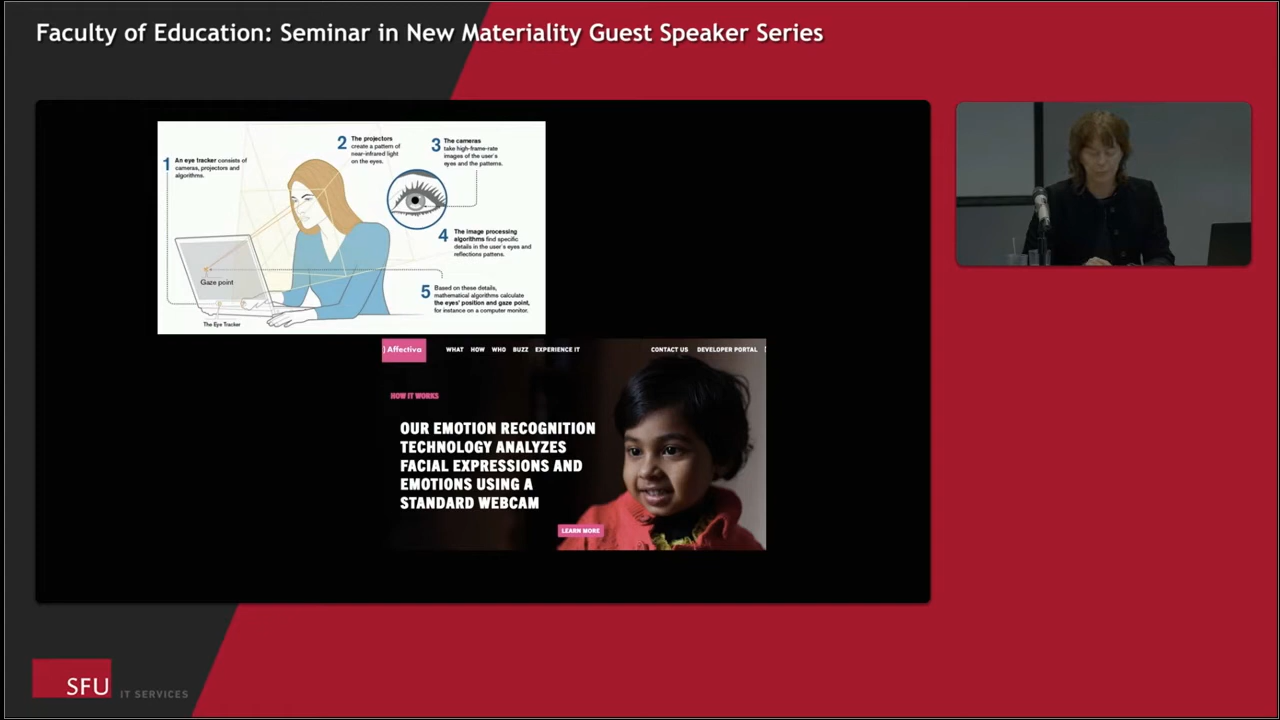 Faculty of Education: Seminar in New Materiality Guest Speaker Series
1 An eye tracker consists of
cameras, projectors and
algorithms.
2 The projectors
create a pattern of
near-infrared light
on the eyes.
3 The cameras
take high-frame-rate
images of the user's
eyes and the patterns.
4 The image processing
algorithms find specific
details in the user's eyes and
reflections patterns.
5 Based on these details,
mathematical algorithms calculate
the eyes' position and gaze point,
for instance on a computer monitor.
Gaze point
The Eye Tracker
Affectiva WHAT HOW WHO BUZZ EXPERIENCE IT CONTACT US DEVELOPER PORTAL
HOW IT WORKS
OUR EMOTION RECOGNITION
TECHNOLOGY ANALYZES
FACIAL EXPRESSIONS AND
EMOTIONS USING A
STANDARD WEBCAM
LEARN MORE
SFU IT SERVICES